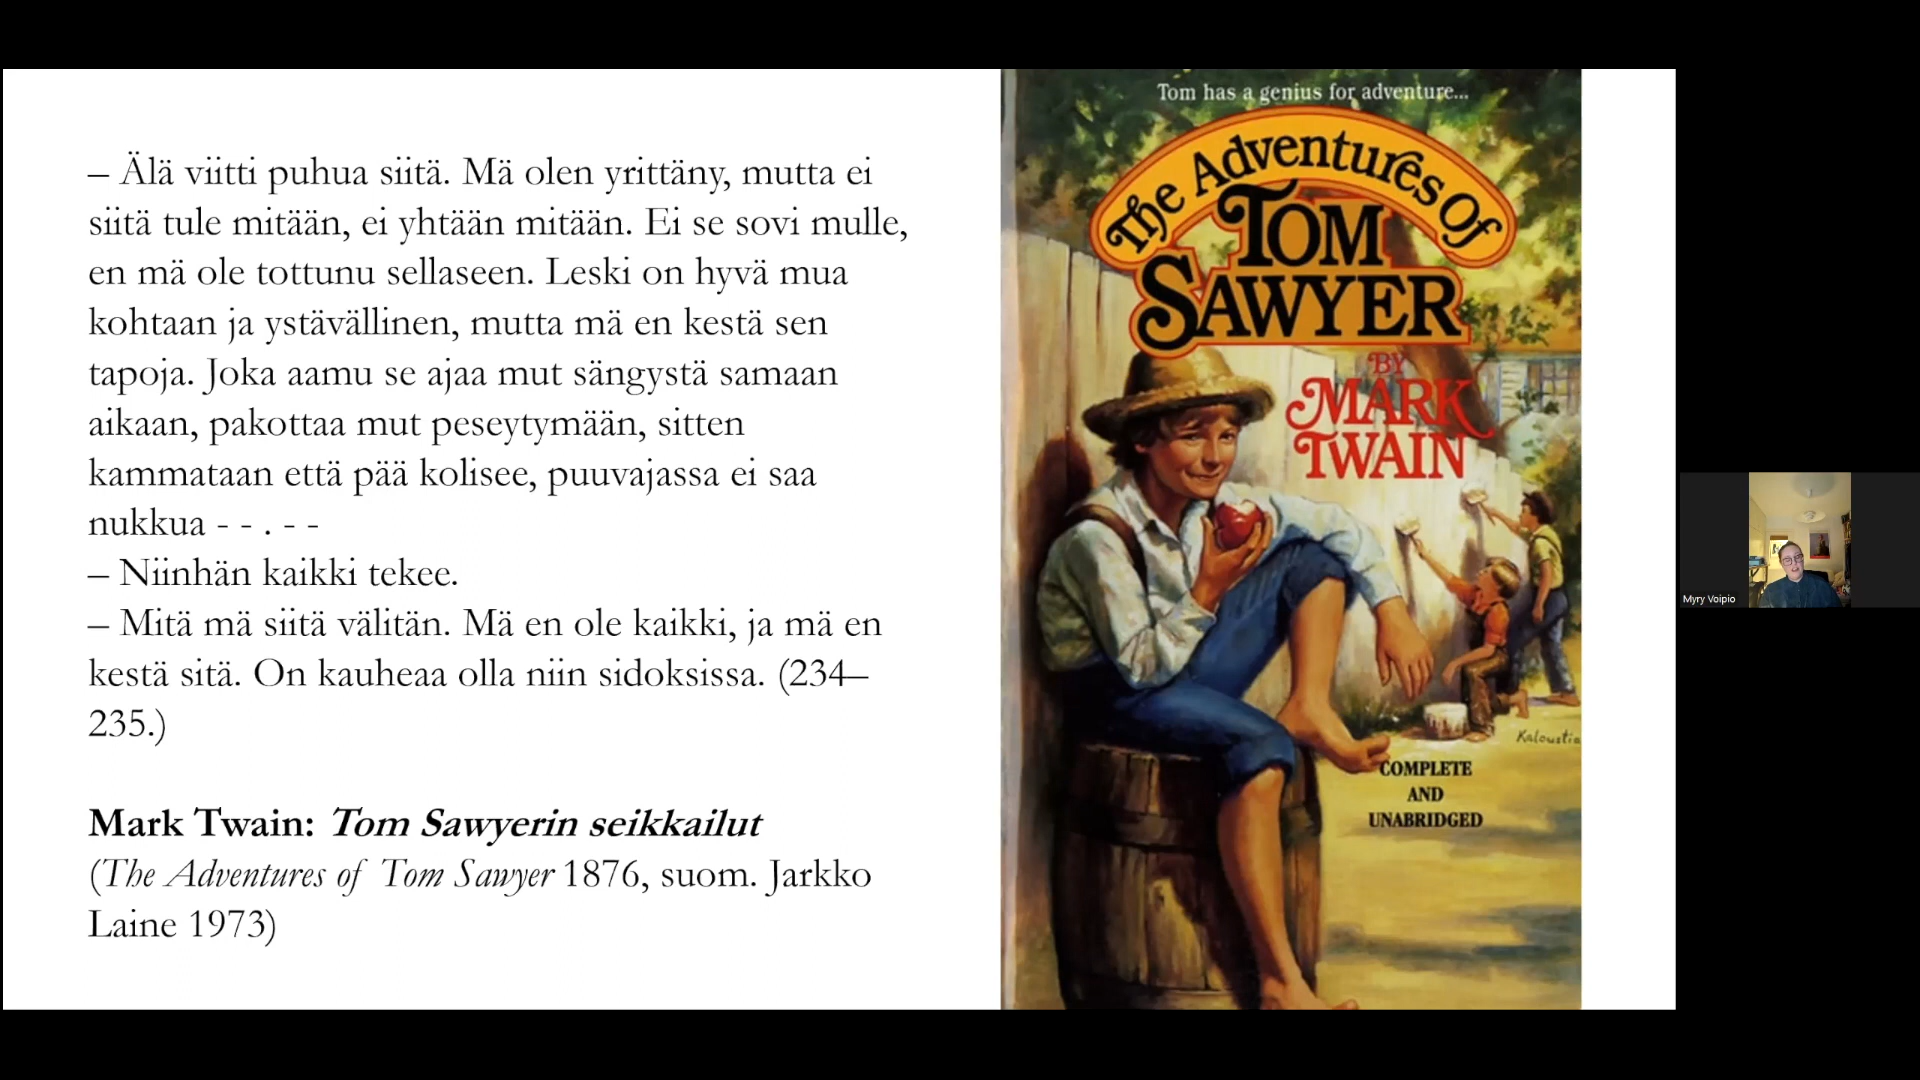 – Älä viitti puhua siitä. Mä olen yrittäny, mutta ei
siitä tule mitään, ei yhtään mitään. Ei se sovi mulle,
en mä ole tottunu sellaseen. Leski on hyvä mua
kohtaan ja ystävällinen, mutta mä en kestä sen
tapoja. Joka aamu se ajaa mut sängystä samaan
aikaan, pakottaa mut peseytymään, sitten
kammataan että pää kolisee, puuvajassa ei saa
nukkua - - . - -
– Niinhän kaikki tekee.
– Mitä mä siitä välitän. Mä en ole kaikki, ja mä en
kestä sitä. On kauheaa olla niin sidoksissa. (234–
235.)
Mark Twain: Tom Sawyerin seikkailut
(The Adventures of Tom Sawyer 1876, suom. Jarkko
Laine 1973)
Tom has a genius for adventure...
The Adventures Of
TOM
SAWYER
BY
MARK
TWAIN
Kaloustia
COMPLETE
AND
UNABRIDGED
Myry Voipio